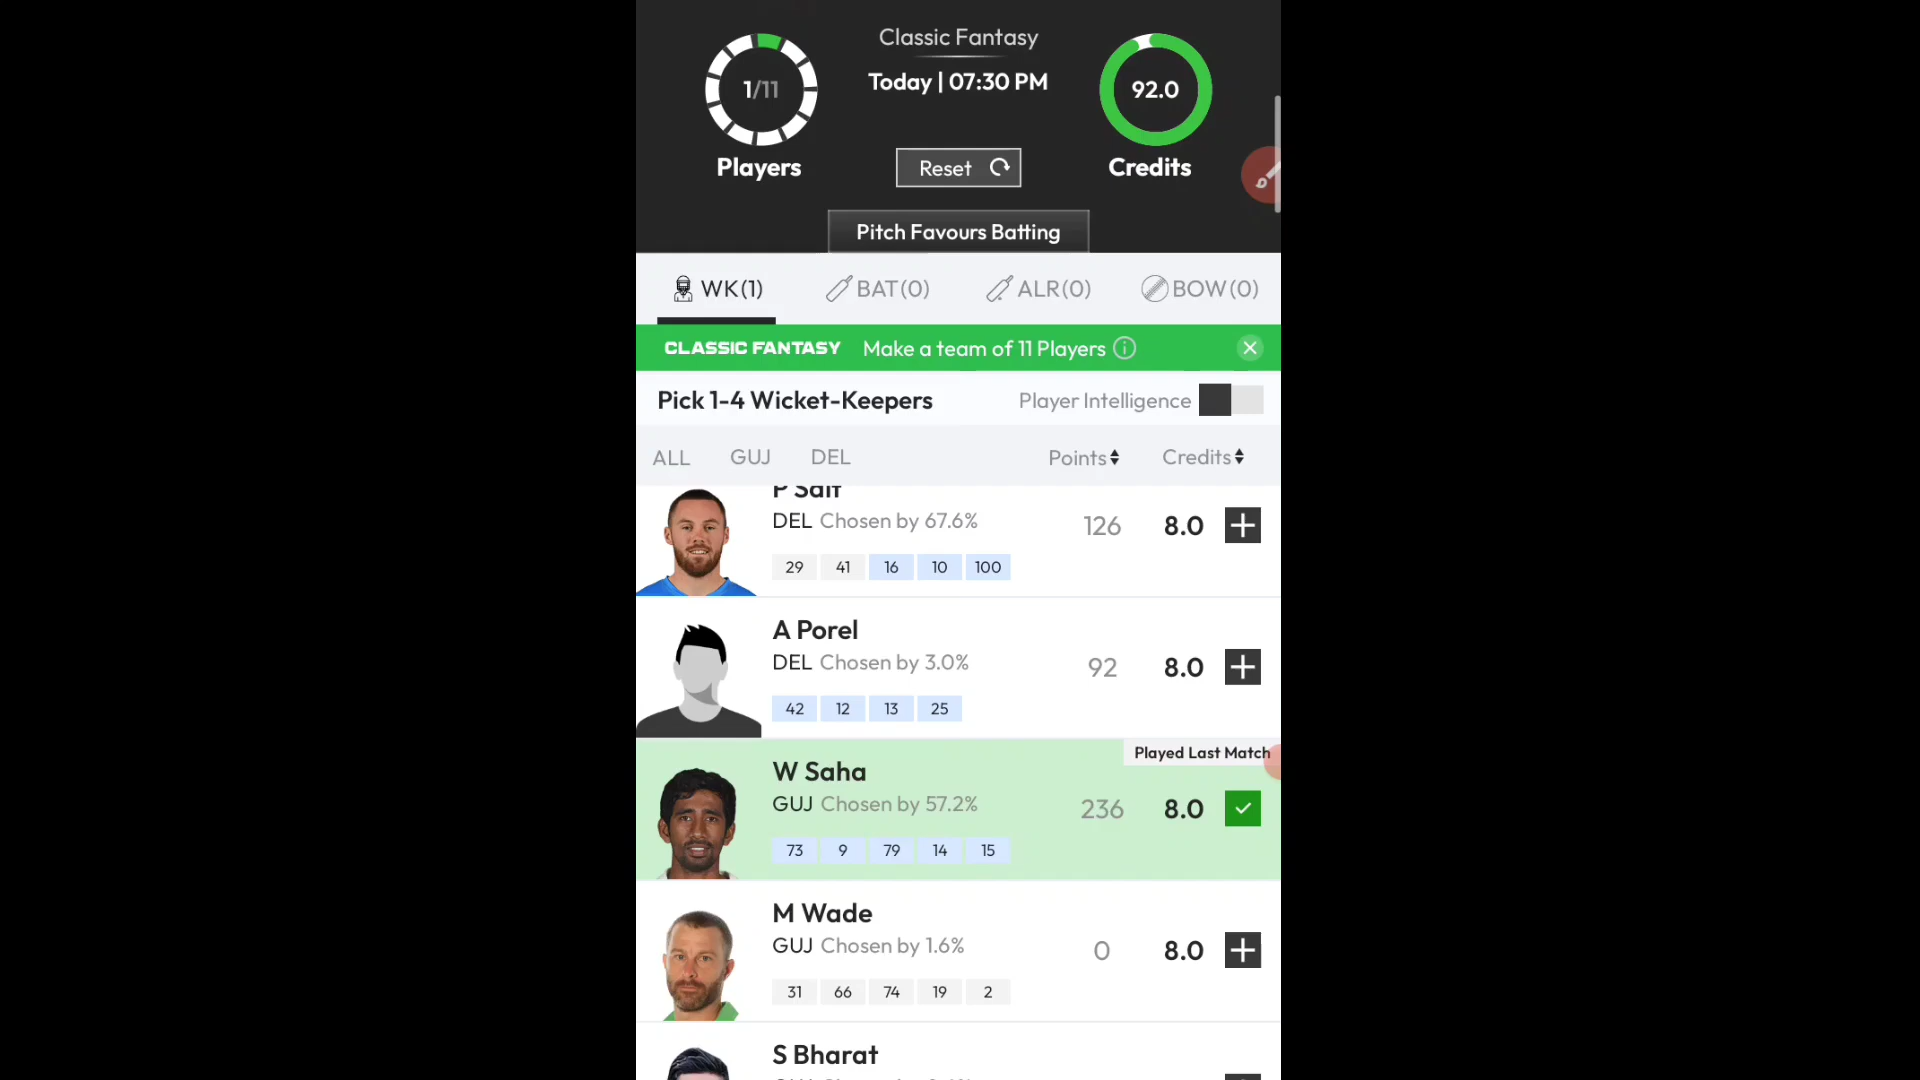 Classic Fantasy
1/11
Today | 07:30 PM
92.0
Players
Reset
Credits
Pitch Favours Batting
WK(1)
BAT(0)
ALR(0)
BOW(0)
CLASSIC FANTASY Make a team of 11 Players
Pick 1-4 Wicket-Keepers
Player Intelligence
ALL GUJ DEL Points Credits
P Salt
DEL Chosen by 67.6%
126 8.0
29 41 16 10 100
A Porel
DEL Chosen by 3.0%
92 8.0
42 12 13 25
Played Last Match
W Saha
GUJ Chosen by 57.2%
236 8.0
73 9 79 14 15
M Wade
GUJ Chosen by 1.6%
0 8.0
31 66 74 19 2
S Bharat